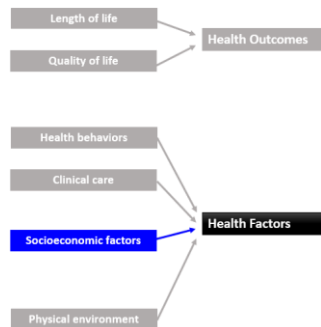 Length of life
Health Outcomes
Quality of life
Health behaviors
Clinical care
Health Factors
Socioeconomic factors
Physical environment